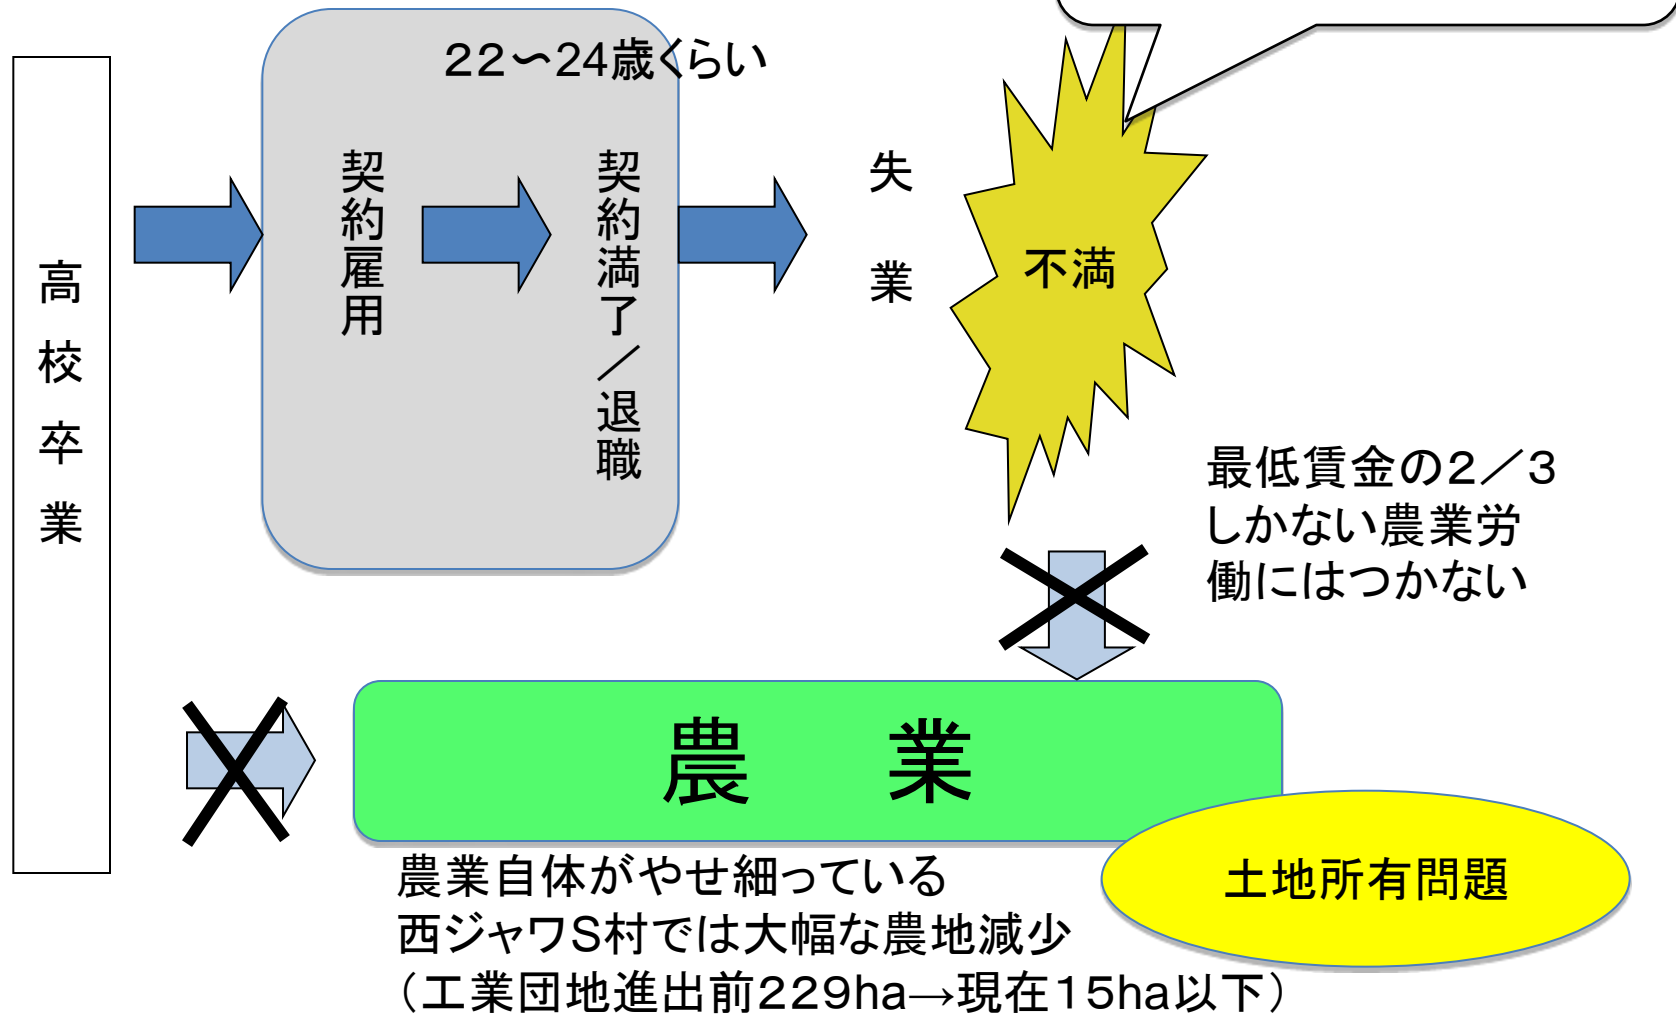 22〜24歳くらい
高校卒業
契約雇用
契約満了／退職
失業
不満
最低賃金の２／３
しかない農業労
働にはつかない
農　業
土地所有問題
農業自体がやせ細っている
西ジャワS村では大幅な農地減少
（工業団地進出前229ha→現在15ha以下）